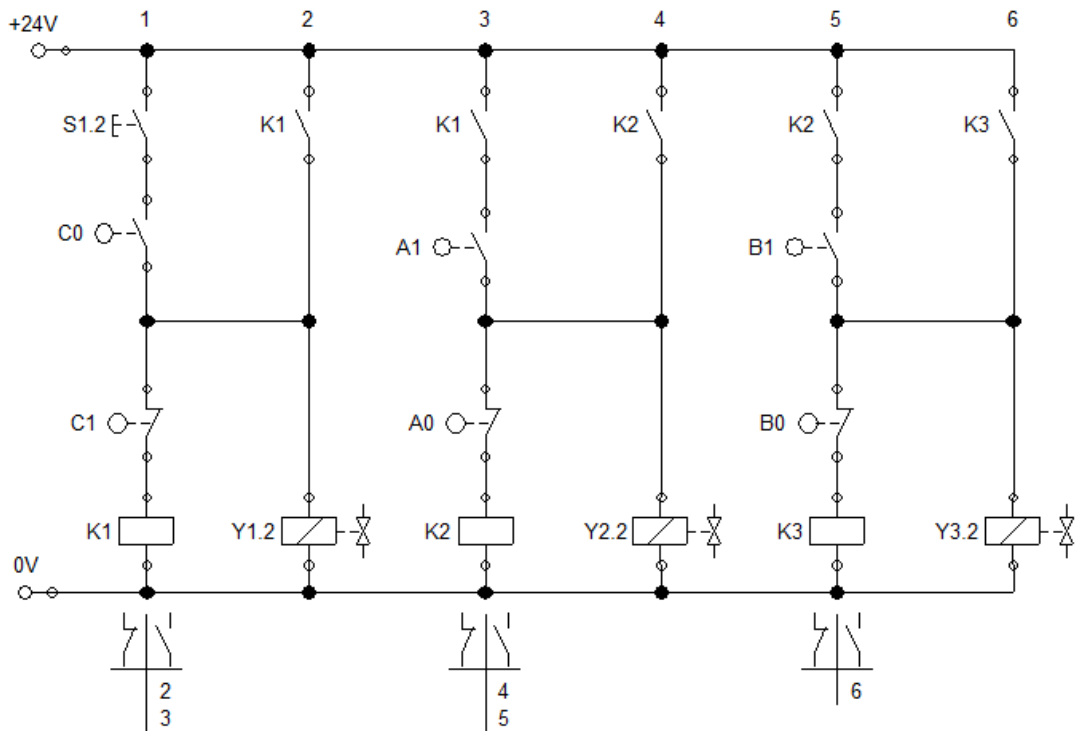 1 2 3 4 5 6
+24V
S1.2 K1 K1 K2 K2 K3
C0 A1 B1
C1 A0 B0
K1 Y1.2 K2 Y2.2 K3 Y3.2
0V
2 4 6
3 5